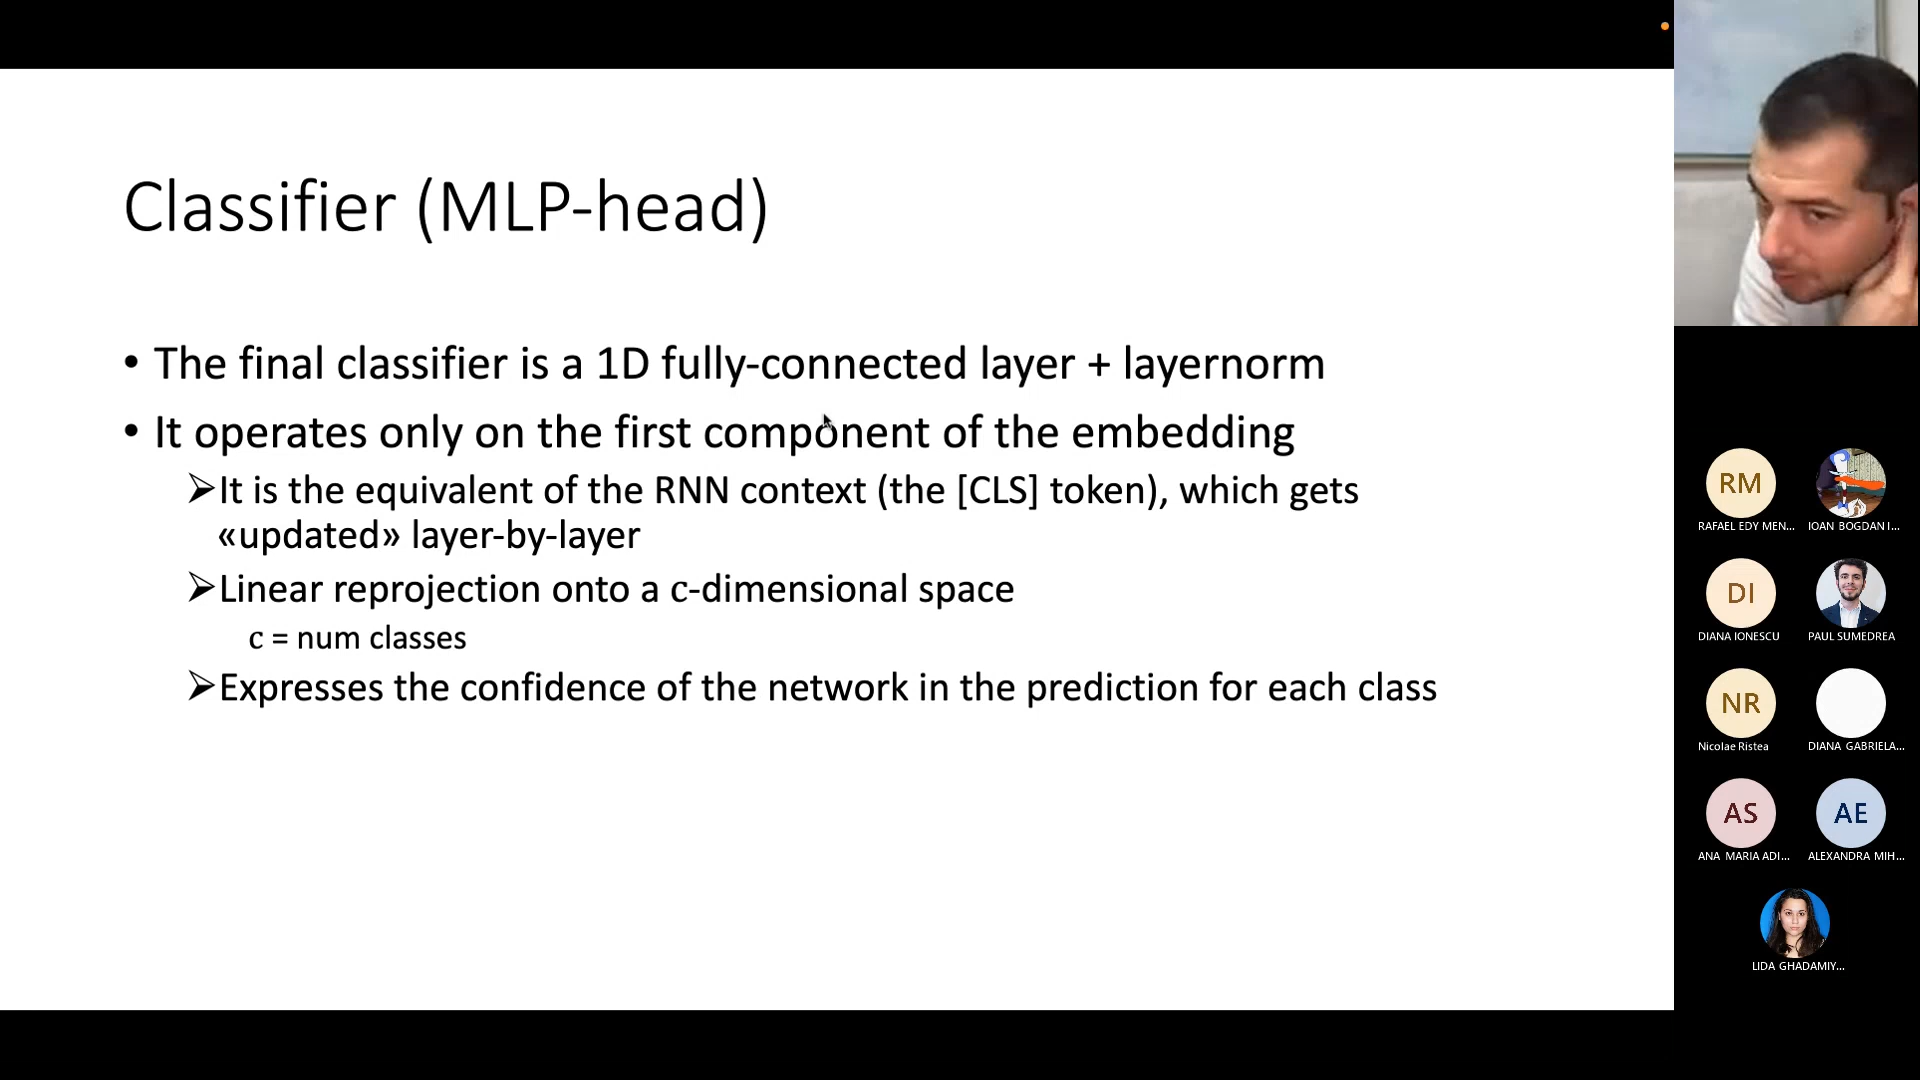 Classifier (MLP-head)
• The final classifier is a 1D fully-connected layer + layernorm
• It operates only on the first component of the embedding
➢It is the equivalent of the RNN context (the [CLS] token), which gets
«updated» layer-by-layer
➢Linear reprojection onto a c-dimensional space
c = num classes
➢Expresses the confidence of the network in the prediction for each class
RM
RAFAEL EDY MEN...
IOAN BOGDAN I...
DI
DIANA IONESCU
PAUL SUMEDREA
NR
Nicolae Ristea
DIANA GABRIELA...
AS
ANA MARIA ADI...
AE
ALEXANDRA MIH...
LIDA GHADAMIY...